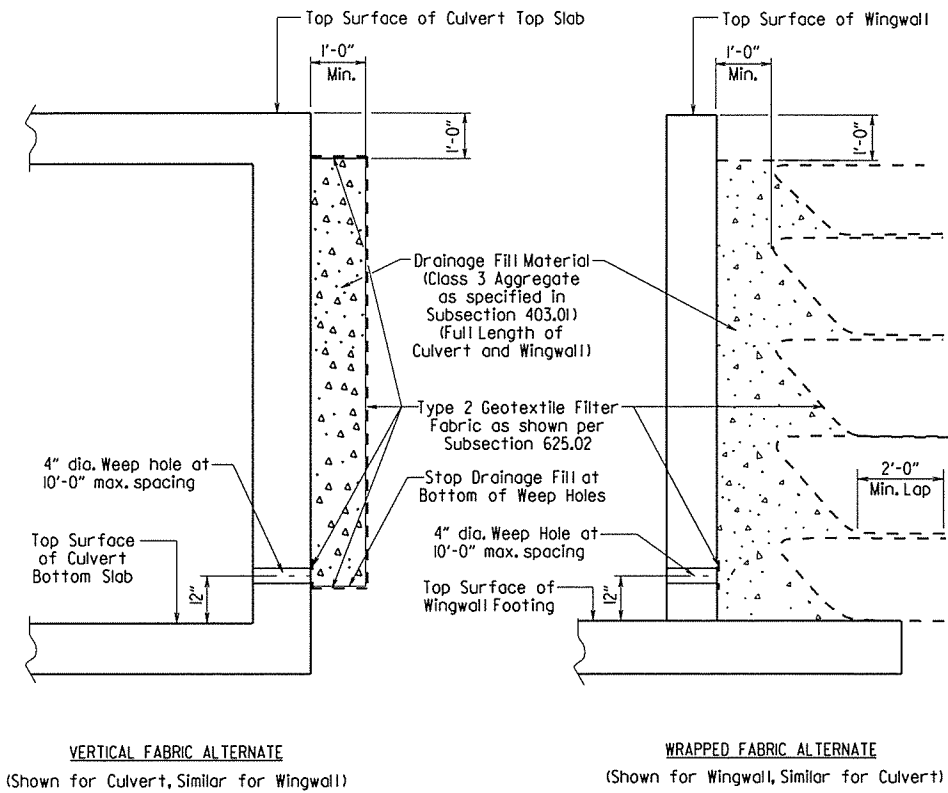 Top Surface of Culvert Top Slab
Top Surface of Wingwall
1'-0"
Min.
1'-0"
Min.
1'-0"
1'-0"
Drainage Fill Material
(Class 3 Aggregate
as specified in
Subsection 403.01)
(Full Length of
Culvert and Wingwall)
Type 2 Geotextile Filter
Fabric as shown per
Subsection 625.02
4" dia. Weep hole at
10'-0" max. spacing
Stop Drainage Fill at
Bottom of Weep Holes
2'-0"
Min. Lap
4" dia. Weep Hole at
10'-0" max. spacing
Top Surface
of Culvert
Bottom Slab
12"
Top Surface of
Wingwall Footing
12"
VERTICAL FABRIC ALTERNATE
(Shown for Culvert, Similar for Wingwall)
WRAPPED FABRIC ALTERNATE
(Shown for Wingwall, Similar for Culvert)